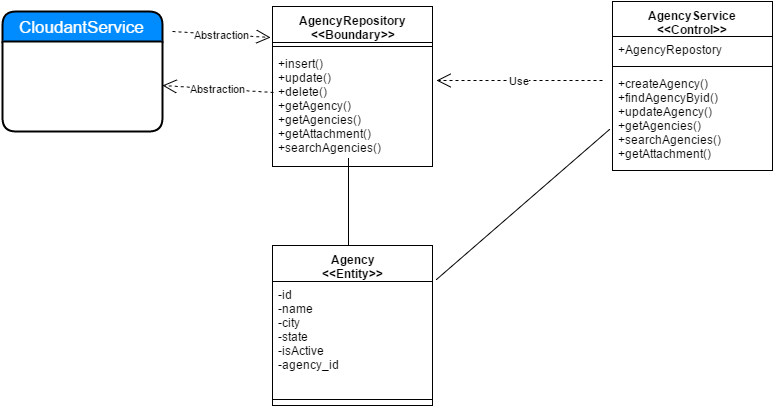 CloudantService
Abstraction
Abstraction
AgencyRepository
<<Boundary>>
+insert()
+update()
+delete()
+getAgency()
+getAgencies()
+getAttachment()
+searchAgencies()
Use
AgencyService
<<Control>>
+AgencyRepostory
+createAgency()
+findAgencyByid()
+updateAgency()
+getAgencies()
+searchAgencies()
+getAttachment()
Agency
<<Entity>>
-id
-name
-city
-state
-isActive
-agency_id